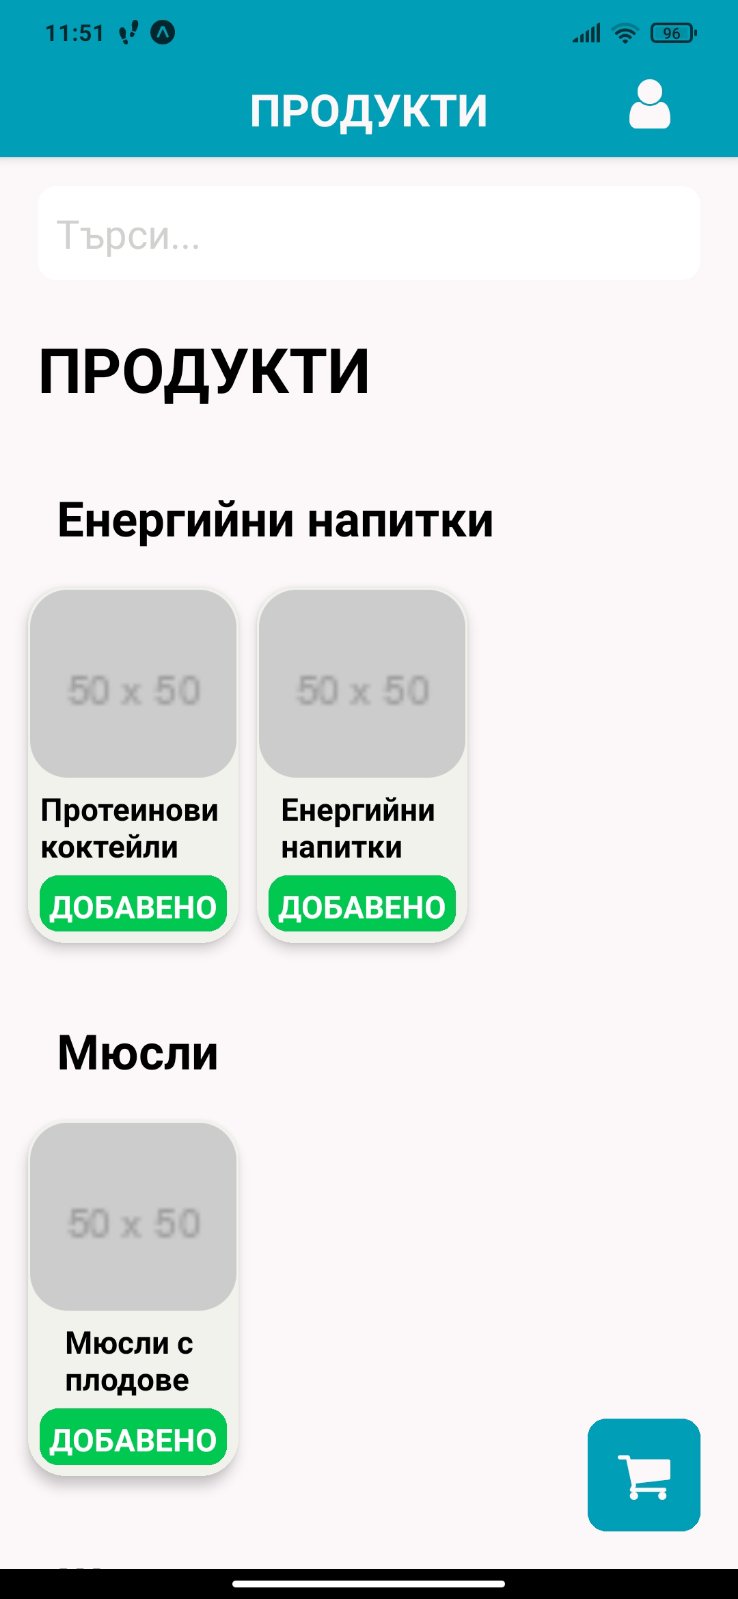 11:51
96
ПРОДУКТИ
Търси...
ПРОДУКТИ
Енергийни напитки
50 x 50
50 x 50
Протеинови
коктейли
Енергийни
напитки
ДОБАВЕНО
ДОБАВЕНО
Мюсли
50 x 50
Мюсли с
плодове
ДОБАВЕНО